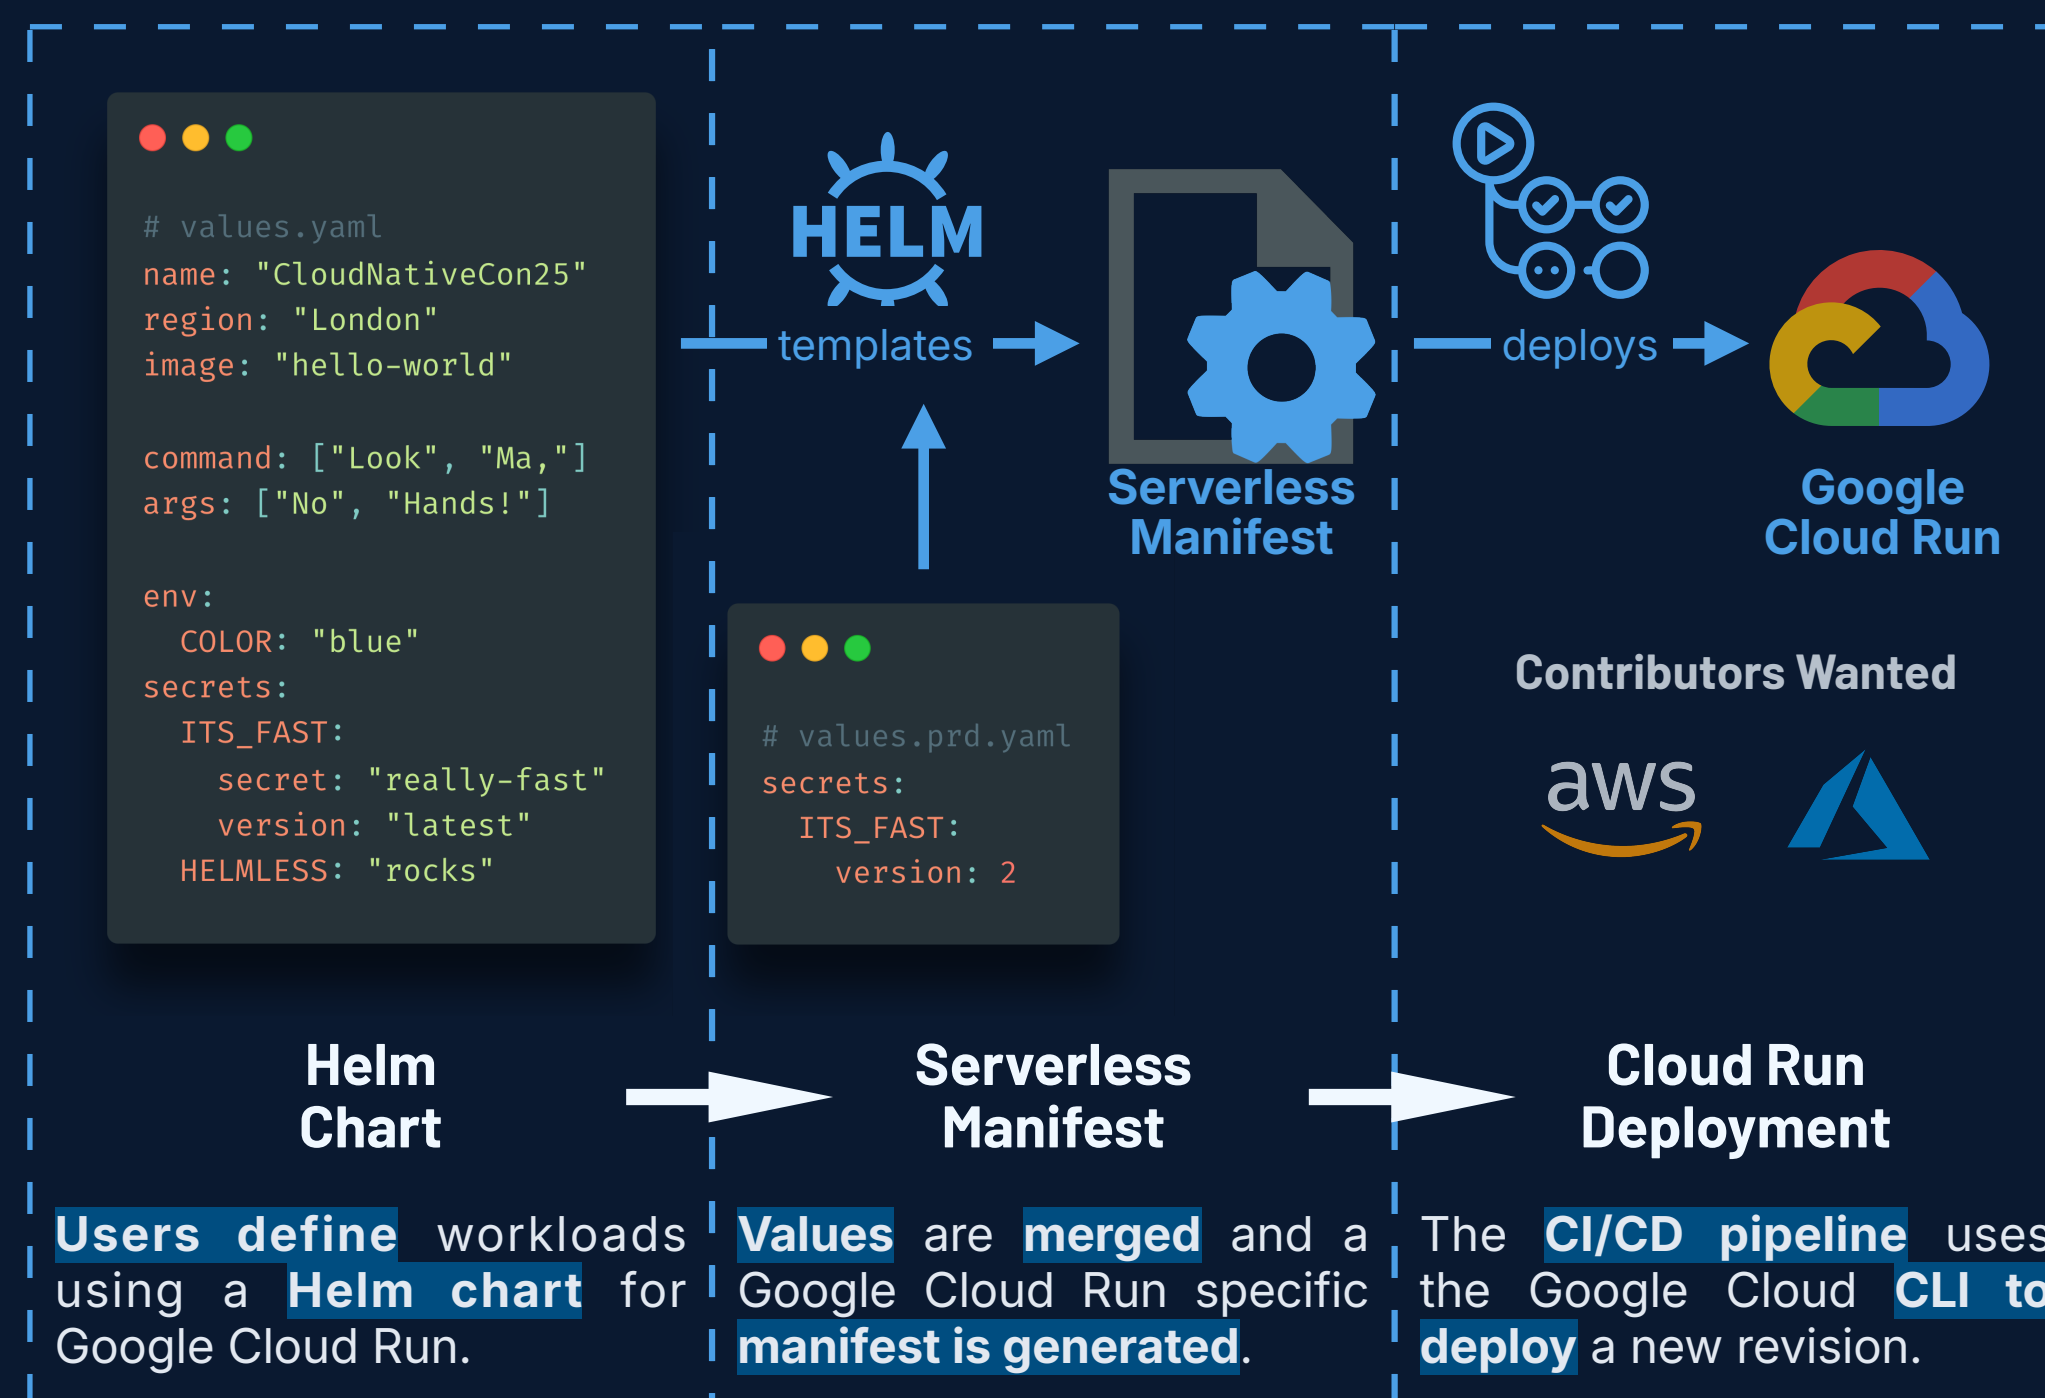 # values.yaml
name: "CloudNativeCon25"
region: "London"
image: "hello-world"
command: ["Look", "Ma,"]
args: ["No", "Hands!"]
env:
  COLOR: "blue"
secrets:
  ITS_FAST:
    secret: "really-fast"
    version: "latest"
  HELMLESS: "rocks"
HELM
templates
Serverless
Manifest
# values.prd.yaml
secrets:
  ITS_FAST:
    version: 2
deploys
Google
Cloud Run
Contributors Wanted
aws
Helm
Chart
Serverless
Manifest
Cloud Run
Deployment
Users define workloads
using a Helm chart for
Google Cloud Run.
Values are merged and a
Google Cloud Run specific
manifest is generated.
The CI/CD pipeline uses
the Google Cloud CLI to
deploy a new revision.